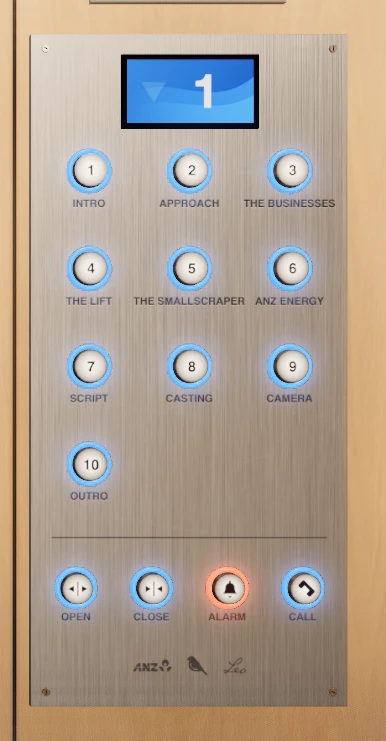 1
1 2 3
INTRO APPROACH THE BUSINESSES
4 5 6
THE LIFT THE SMALLSCRAPER ANZ ENERGY
7 8 9
SCRIPT CASTING CAMERA
10
OUTRO
OPEN CLOSE ALARM CALL
ANZ Leo